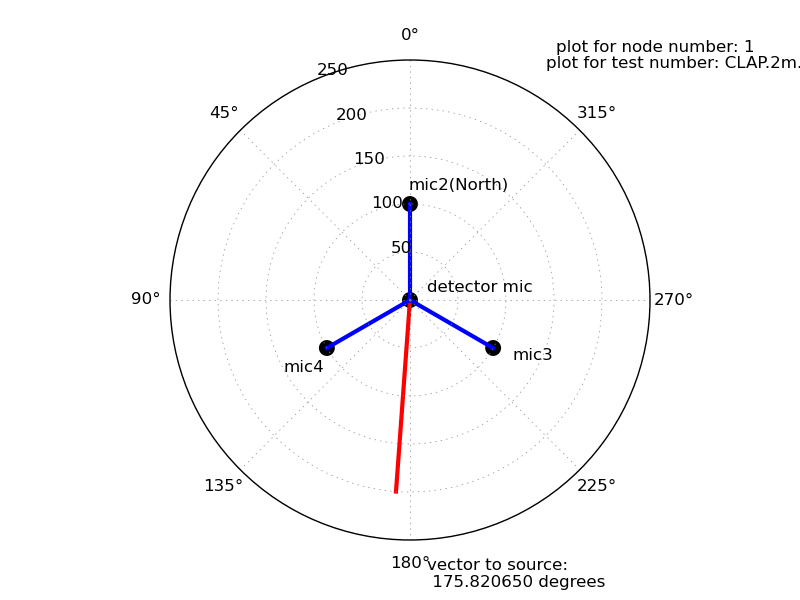 0°
plot for node number: 1
plot for test number: CLAP.2m.
250
45°
315°
200
150
mic2(North)
100
50
detector mic
90°
270°
mic4
mic3
135°
225°
180°
vector to source:
175.820650 degrees